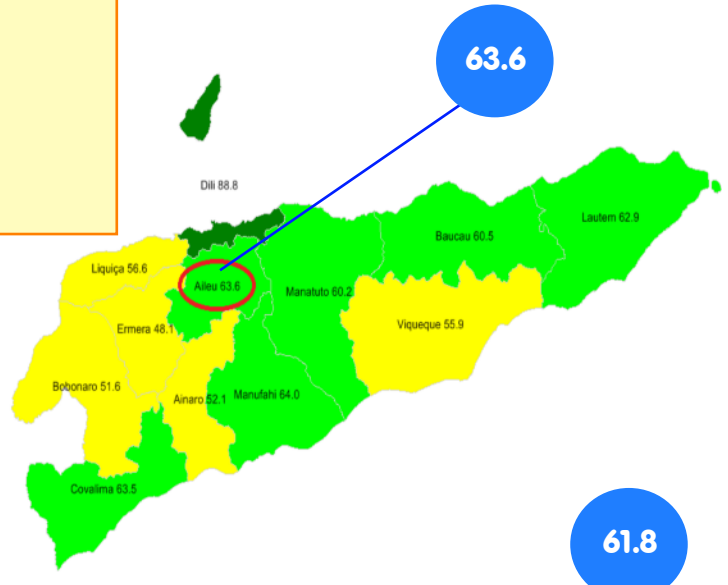 63.6
Dili 88.8
Lautem 62.9
Baucau 60.5
Liquiça 56.6
Aileu 63.6
Manatuto 60.2
Ermera 48.1
Viqueque 55.9
Bobonaro 51.6
Ainaro 52.1
Manufahi 64.0
Covalima 63.5
61.8